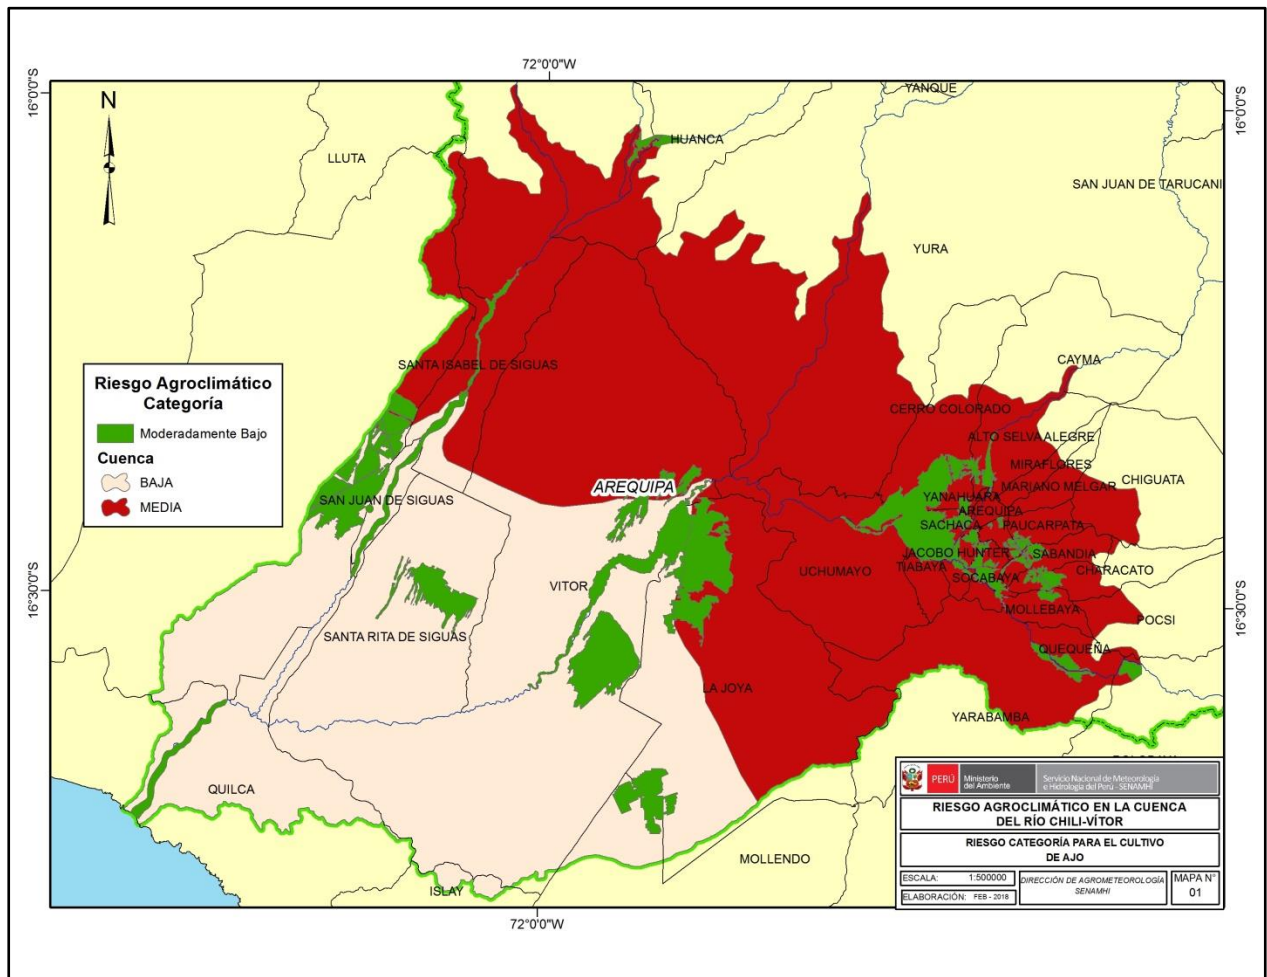 72°0'0"W
16°0'0"S
16°0'0"S
N
YANQUE
HUANCA
LLUTA
SAN JUAN DE TARUCANI
YURA
CAYMA
SANTA ISABEL DE SIGUAS
Riesgo Agroclimático
Categoría
Moderadamente Bajo
Cuenca
BAJA
MEDIA
CERRO COLORADO
ALTO SELVA ALEGRE
MIRAFLORES
CHIGUATA
MARIANO MELGAR
AREQUIPA
SAN JUAN DE SIGUAS
YANAHUARA
AREQUIPA
SACHACA
PAUCARPATA
JACOBO HUNTER
SABANDIA
TIABAYA
CHARACATO
UCHUMAYO
SOCABAYA
VITOR
16°30'0"S
16°30'0"S
MOLLEBAYA
POCSI
SANTA RITA DE SIGUAS
QUEQUEÑA
LA JOYA
YARABAMBA
QUILCA
MOLLENDO
ISLAY
PERÚ
Ministerio
del Ambiente
Servicio Nacional de Meteorología
e Hidrología del Perú - SENAMHI
RIESGO AGROCLIMÁTICO EN LA CUENCA
DEL RÍO CHILI-VÍTOR
RIESGO CATEGORÍA PARA EL CULTIVO
DE AJO
ESCALA: 1:500000
DIRECCIÓN DE AGROMETEOROLOGÍA
SENAMHI
MAPA N°
01
ELABORACIÓN: FEB - 2018
72°0'0"W